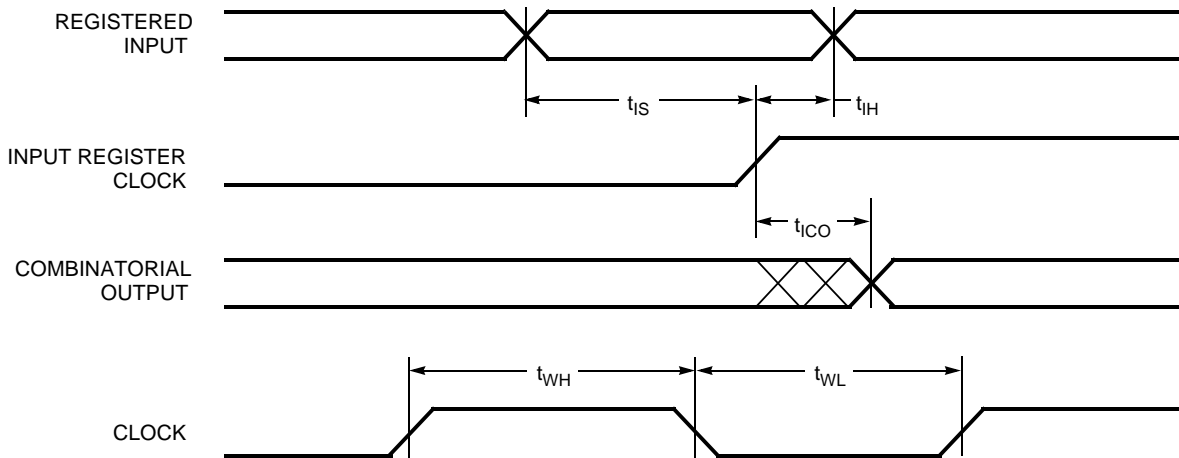 REGISTERED
INPUT
tIS
tIH
INPUT REGISTER
CLOCK
tICO
COMBINATORIAL
OUTPUT
tWH
tWL
CLOCK